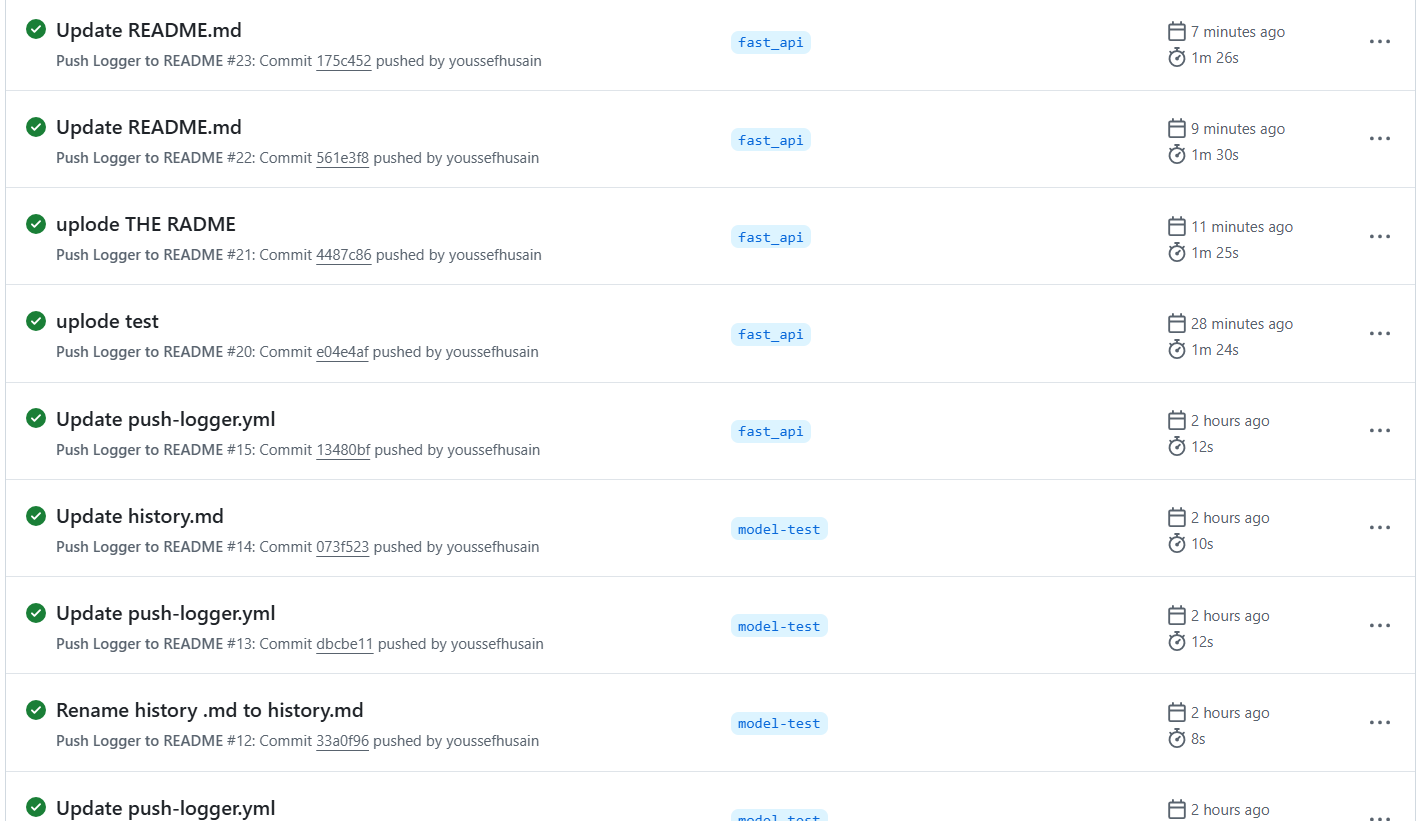 Update README.md
Push Logger to README #23: Commit 175c452 pushed by youssefhusain
fast_api
7 minutes ago
1m 26s
Update README.md
Push Logger to README #22: Commit 561e3f8 pushed by youssefhusain
fast_api
9 minutes ago
1m 30s
uplode THE RADME
Push Logger to README #21: Commit 4487c86 pushed by youssefhusain
fast_api
11 minutes ago
1m 25s
uplode test
Push Logger to README #20: Commit e04e4af pushed by youssefhusain
fast_api
28 minutes ago
1m 24s
Update push-logger.yml
Push Logger to README #15: Commit 13480bf pushed by youssefhusain
fast_api
2 hours ago
12s
Update history.md
Push Logger to README #14: Commit 073f523 pushed by youssefhusain
model-test
2 hours ago
10s
Update push-logger.yml
Push Logger to README #13: Commit dbcbe11 pushed by youssefhusain
model-test
2 hours ago
12s
Rename history .md to history.md
Push Logger to README #12: Commit 33a0f96 pushed by youssefhusain
model-test
2 hours ago
8s
Update push-logger.yml
model-test
2 hours ago